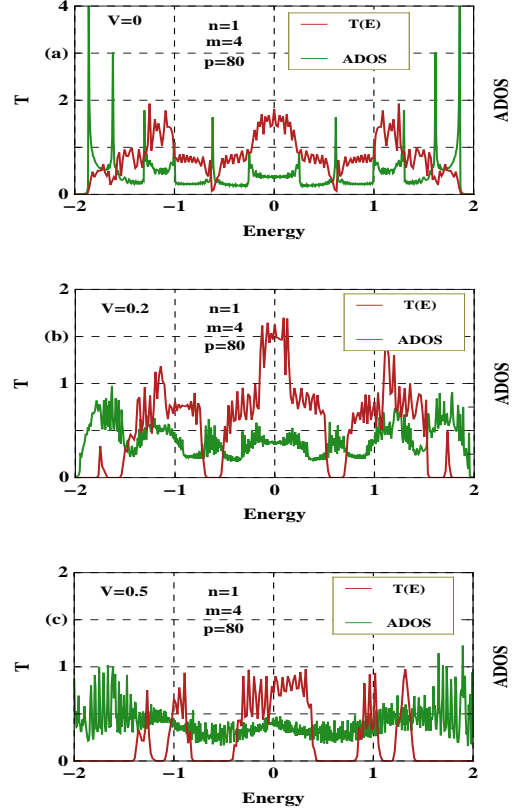 4
V=0
n=1
T(E)
(a)
m=4
p=80
ADOS
T
2
ADOS
0
−2
−1
0
1
2
Energy
2
V=0.2
n=1
T(E)
(b)
m=4
p=80
ADOS
T
1
ADOS
0
−2
−1
0
1
2
Energy
2
V=0.5
n=1
T(E)
(c)
m=4
p=80
ADOS
T
1
ADOS
0
−2
−1
0
1
2
Energy